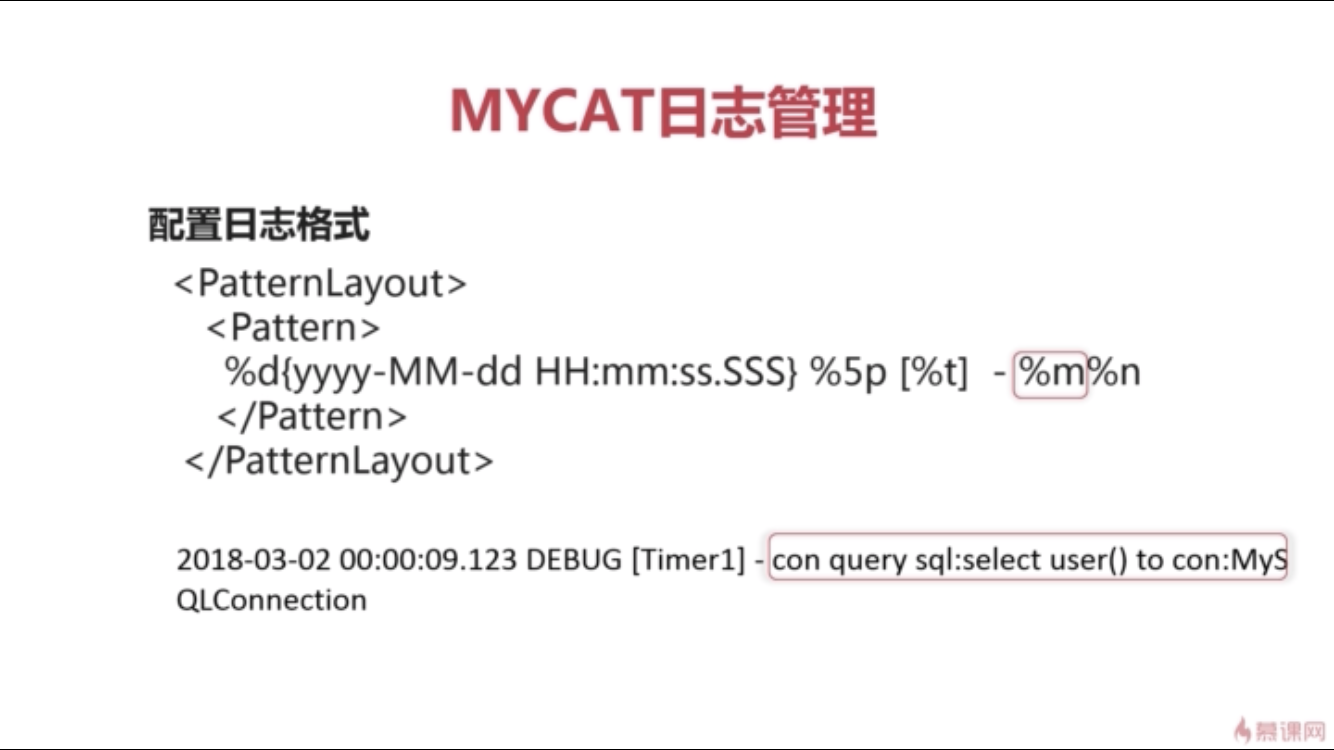 MYCAT日志管理
配置日志格式
<PatternLayout>
<Pattern>
%d{yyyy-MM-dd HH:mm:ss.SSS} %5p [%t]  - %m%n
</Pattern>
</PatternLayout>
2018-03-02 00:00:09.123 DEBUG [Timer1] - con query sql:select user() to con:MyS
QLConnection
慕课网